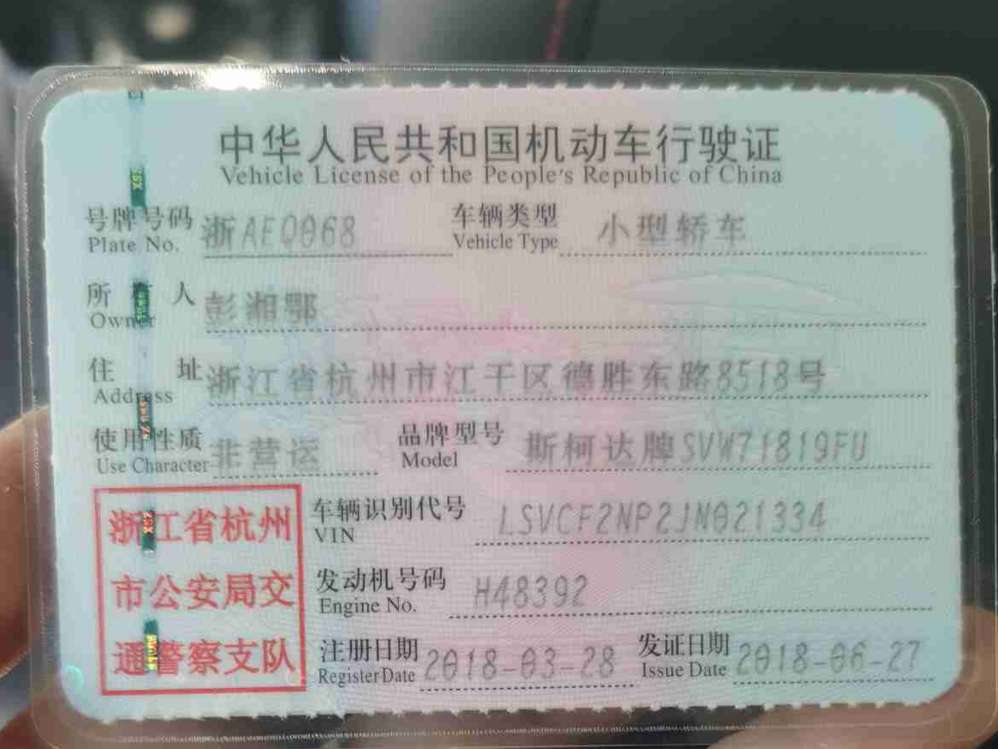 中华人民共和国机动车行驶证
Vehicle License of the People's Republic of China
号牌号码 浙AEQ068 车辆类型 小型轿车
Plate No. Vehicle Type
所有人 彭湘鄂
Owner
住址 浙江省杭州市江干区德胜东路8518号
Address
使用性质 非营运 品牌型号 斯柯达牌SVW71819FU
Use Character Model
浙江省杭州 车辆识别代号 LSVCF2NP2JN021334
VIN
市公安局交 发动机号码 H48392
Engine No.
通警察支队 注册日期 2018-03-28 发证日期 2018-06-27
Register Date Issue Date